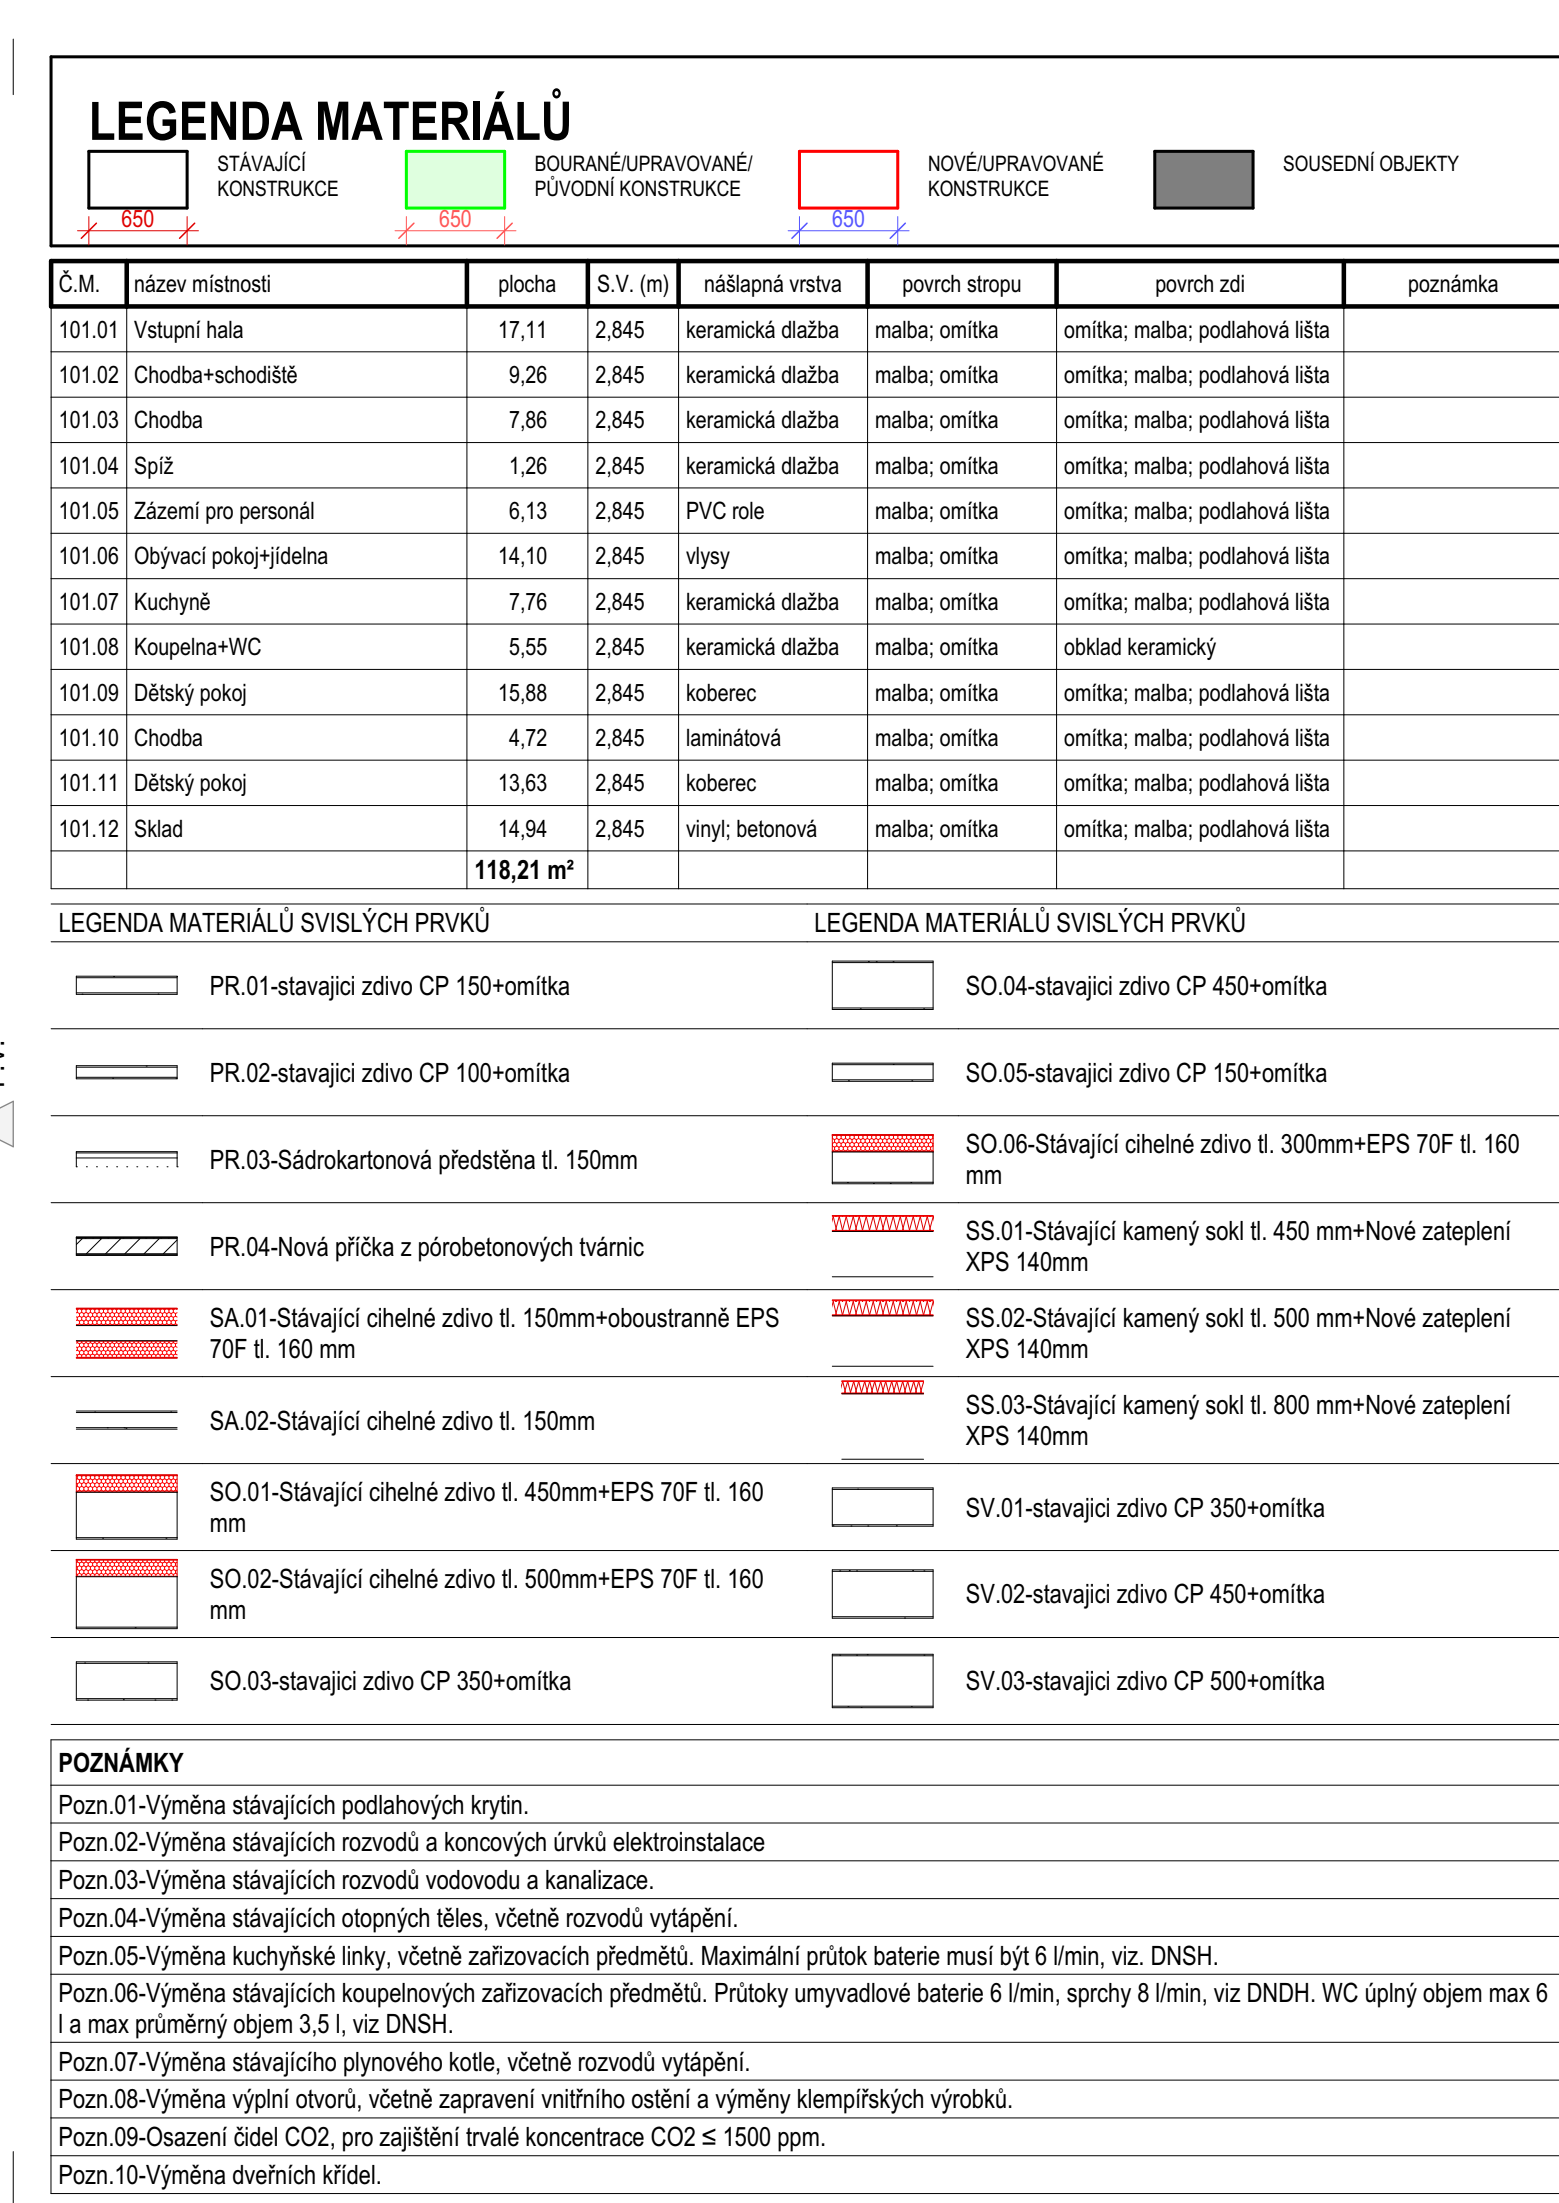 LEGENDA MATERIÁLŮ
STÁVAJÍCÍ
KONSTRUKCE
650
BOURANÉ/UPRAVOVANÉ/
PŮVODNÍ KONSTRUKCE
650
NOVÉ/UPRAVOVANÉ
KONSTRUKCE
650
SOUSEDNÍ OBJEKTY
Č.M. název místnosti plocha S.V. (m) nášlapná vrstva povrch stropu povrch zdi poznámka
101.01 Vstupní hala 17,11 2,845 keramická dlažba malba; omítka omítka; malba; podlahová lišta
101.02 Chodba+schodiště 9,26 2,845 keramická dlažba malba; omítka omítka; malba; podlahová lišta
101.03 Chodba 7,86 2,845 keramická dlažba malba; omítka omítka; malba; podlahová lišta
101.04 Spíž 1,26 2,845 keramická dlažba malba; omítka omítka; malba; podlahová lišta
101.05 Zázemí pro personál 6,13 2,845 PVC role malba; omítka omítka; malba; podlahová lišta
101.06 Obývací pokoj+jídelna 14,10 2,845 vlysy malba; omítka omítka; malba; podlahová lišta
101.07 Kuchyně 7,76 2,845 keramická dlažba malba; omítka omítka; malba; podlahová lišta
101.08 Koupelna+WC 5,55 2,845 keramická dlažba malba; omítka obklad keramický
101.09 Dětský pokoj 15,88 2,845 koberec malba; omítka omítka; malba; podlahová lišta
101.10 Chodba 4,72 2,845 laminátová malba; omítka omítka; malba; podlahová lišta
101.11 Dětský pokoj 13,63 2,845 koberec malba; omítka omítka; malba; podlahová lišta
101.12 Sklad 14,94 2,845 vinyl; betonová malba; omítka omítka; malba; podlahová lišta
118,21 m²
LEGENDA MATERIÁLŮ SVISLÝCH PRVKŮ
PR.01-stavajici zdivo CP 150+omítka
PR.02-stavajici zdivo CP 100+omítka
PR.03-Sádrokartonová předstěna tl. 150mm
PR.04-Nová příčka z pórobetonových tvárnic
SA.01-Stávající cihelné zdivo tl. 150mm+oboustranně EPS
70F tl. 160 mm
SA.02-Stávající cihelné zdivo tl. 150mm
SO.01-Stávající cihelné zdivo tl. 450mm+EPS 70F tl. 160
mm
SO.02-Stávající cihelné zdivo tl. 500mm+EPS 70F tl. 160
mm
SO.03-stavajici zdivo CP 350+omítka
LEGENDA MATERIÁLŮ SVISLÝCH PRVKŮ
SO.04-stavajici zdivo CP 450+omítka
SO.05-stavajici zdivo CP 150+omítka
SO.06-Stávající cihelné zdivo tl. 300mm+EPS 70F tl. 160
mm
SS.01-Stávající kamený sokl tl. 450 mm+Nové zateplení
XPS 140mm
SS.02-Stávající kamený sokl tl. 500 mm+Nové zateplení
XPS 140mm
SS.03-Stávající kamený sokl tl. 800 mm+Nové zateplení
XPS 140mm
SV.01-stavajici zdivo CP 350+omítka
SV.02-stavajici zdivo CP 450+omítka
SV.03-stavajici zdivo CP 500+omítka
POZNÁMKY
Pozn.01-Výměna stávajících podlahových krytin.
Pozn.02-Výměna stávajících rozvodů a koncových úrvků elektroinstalace
Pozn.03-Výměna stávajících rozvodů vodovodu a kanalizace.
Pozn.04-Výměna stávajících otopných těles, včetně rozvodů vytápění.
Pozn.05-Výměna kuchyňské linky, včetně zařizovacích předmětů. Maximální průtok baterie musí být 6 l/min, viz. DNSH.
Pozn.06-Výměna stávajících koupelnových zařizovacích předmětů. Průtoky umyvadlové baterie 6 l/min, sprchy 8 l/min, viz DNDH. WC úplný objem max 6
l a max průměrný objem 3,5 l, viz DNSH.
Pozn.07-Výměna stávajícího plynového kotle, včetně rozvodů vytápění.
Pozn.08-Výměna výplní otvorů, včetně zapravení vnitřního ostění a výměny klempířských výrobků.
Pozn.09-Osazení čidel CO2, pro zajištění trvalé koncentrace CO2 ≤ 1500 ppm.
Pozn.10-Výměna dveřních křídel.